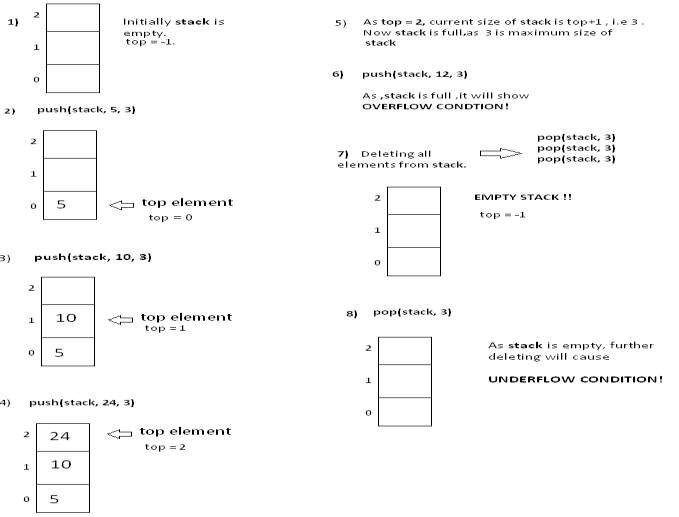 1)
2
1
0
Initially stack is
empty.
top = -1.
2)
push(stack, 5, 3)
2
1
0
5
top element
top = 0
3)
push(stack, 10, 3)
2
1
10
top element
top = 1
0
5
4)
push(stack, 24, 3)
2
24
top element
top = 2
1
10
0
5
5)
As top = 2, current size of stack is top+1 , i.e 3 .
Now stack is full,as 3 is maximum size of
stack
6)
push(stack, 12, 3)
As ,stack is full ,it will show
OVERFLOW CONDTION!
7) Deleting all
elements from stack.
pop(stack, 3)
pop(stack, 3)
pop(stack, 3)
2
1
0
EMPTY STACK !!
top = -1
8)
pop(stack, 3)
2
1
0
As stack is empty, further
deleting will cause
UNDERFLOW CONDITION!